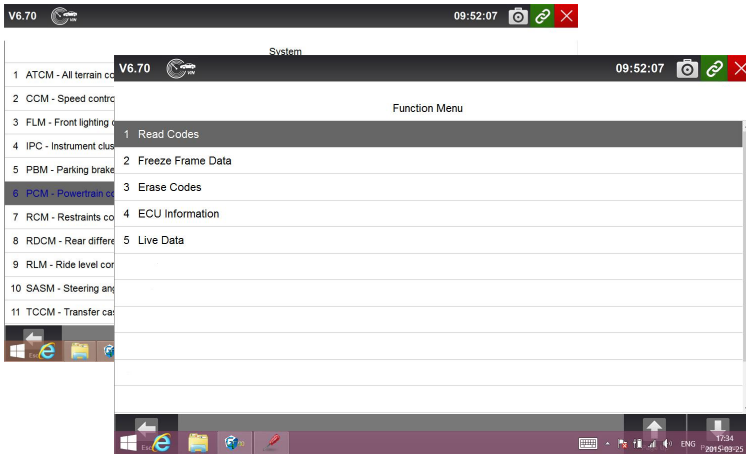 V6.70 VIN 09:52:07
System
1 ATCM - All terrain co
2 CCM - Speed contro
3 FLM - Front lighting
4 IPC - Instrument clus
5 PBM - Parking brake
6 PCM - Powertrain co
7 RCM - Restraints co
8 RDCM - Rear differe
9 RLM - Ride level con
10 SASM - Steering ang
11 TCCM - Transfer cas
Esc
V6.70 VIN 09:52:07
Function Menu
1 Read Codes
2 Freeze Frame Data
3 Erase Codes
4 ECU Information
5 Live Data
Esc
ENG
17:34
2015-03-25